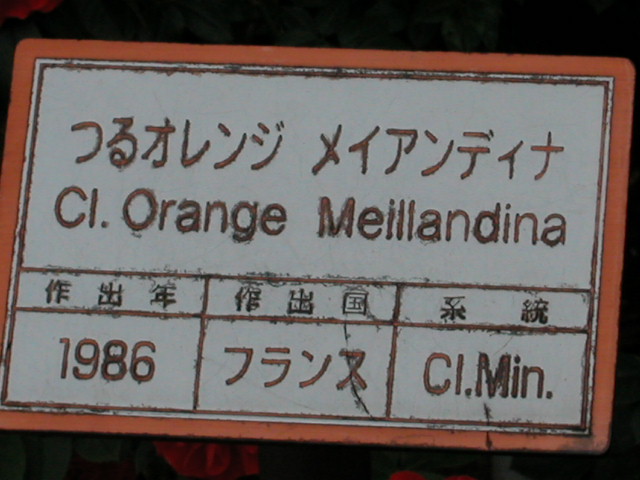 つるオレンジ メイアンディナ
Cl. Orange Meillandina
作出年 作出国 系統
1986 フランス Cl.Min.